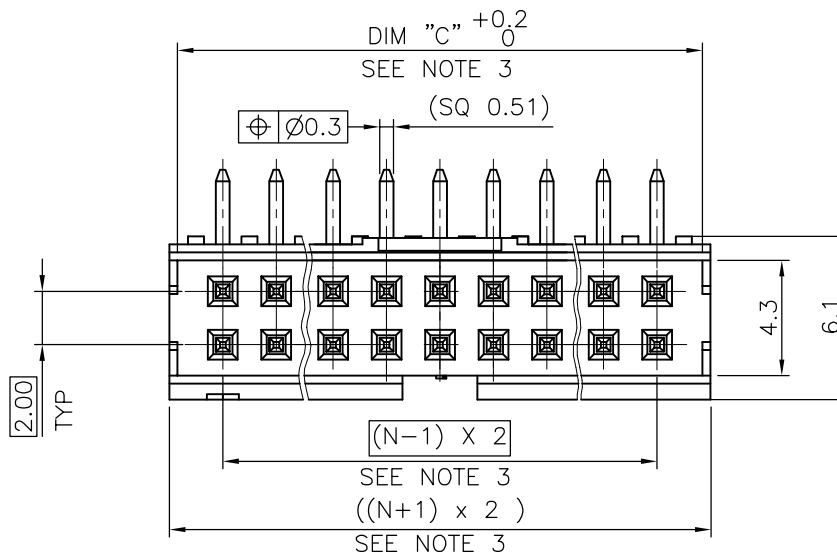 DIM "C" +0.2 0
SEE NOTE 3
(SQ 0.51)
⌖ Ø0.3
4.3
6.1
2.00
TYP
(N-1) X 2
SEE NOTE 3
((N+1) x 2 )
SEE NOTE 3